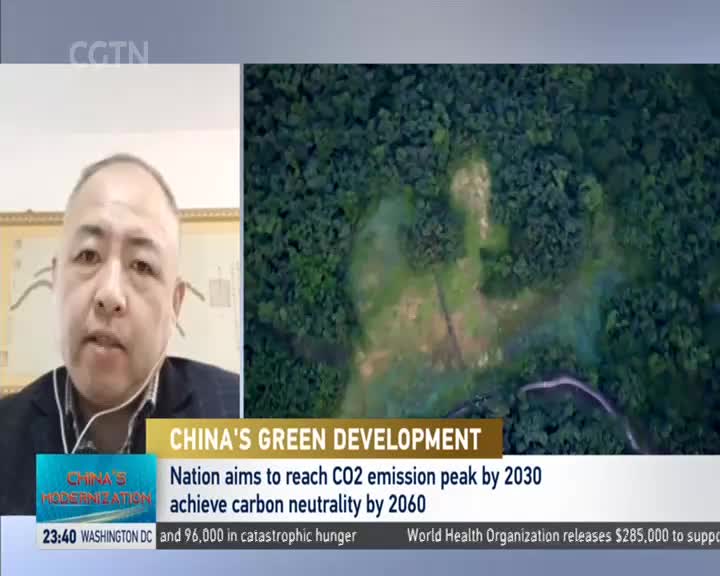 CGTN
CHINA'S GREEN DEVELOPMENT
Nation aims to reach CO2 emission peak by 2030
achieve carbon neutrality by 2060
CHINA'S
MODERNIZATION
23:40 WASHINGTON DC
and 96,000 in catastrophic hunger
World Health Organization releases $285,000 to suppo